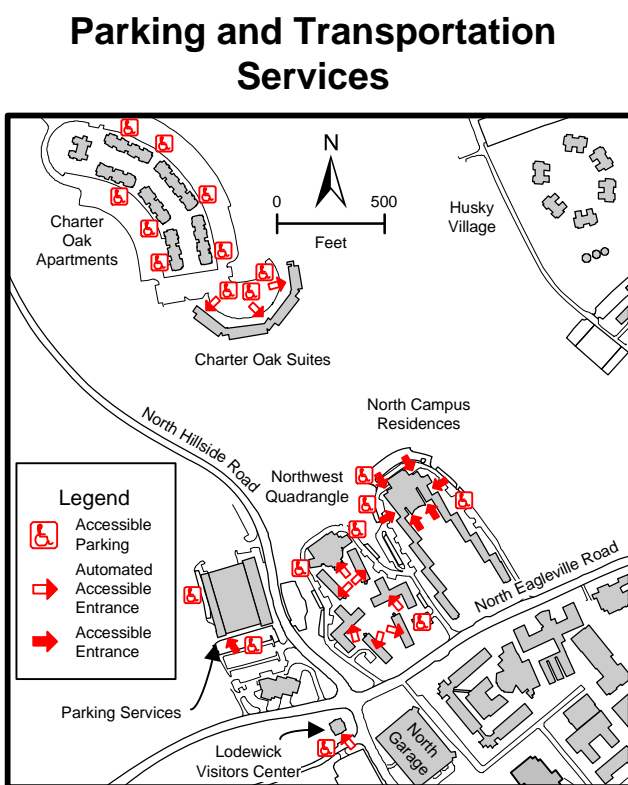 Parking and Transportation
Services
N
0
500
Feet
Husky
Village
Charter
Oak
Apartments
Charter Oak Suites
North Hillside Road
North Campus
Residences
Northwest
Quadrangle
Legend
Accessible
Parking
Automated
Accessible
Entrance
Accessible
Entrance
North Eagleville Road
Parking Services
Lodewick
Visitors Center
North
Garage